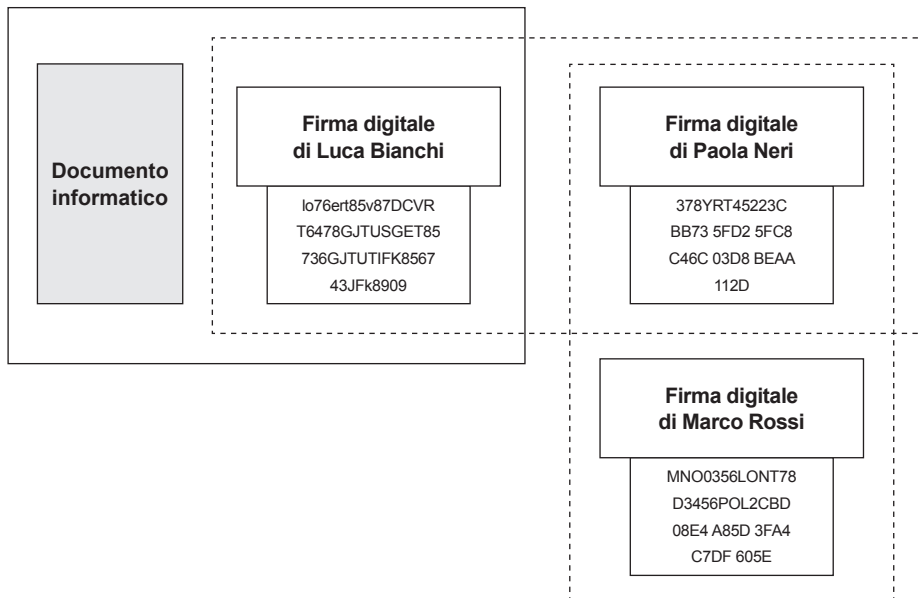 Documento
informatico
Firma digitale
di Luca Bianchi
lo76ert85v87DCVR
T6478GJTUSGET85
736GJTUTIFK8567
43JFk8909
Firma digitale
di Paola Neri
378YRT45223C
BB73 5FD2 5FC8
C46C 03D8 BEAA
112D
Firma digitale
di Marco Rossi
MNO0356LONT78
D3456POL2CBD
08E4 A85D 3FA4
C7DF 605E